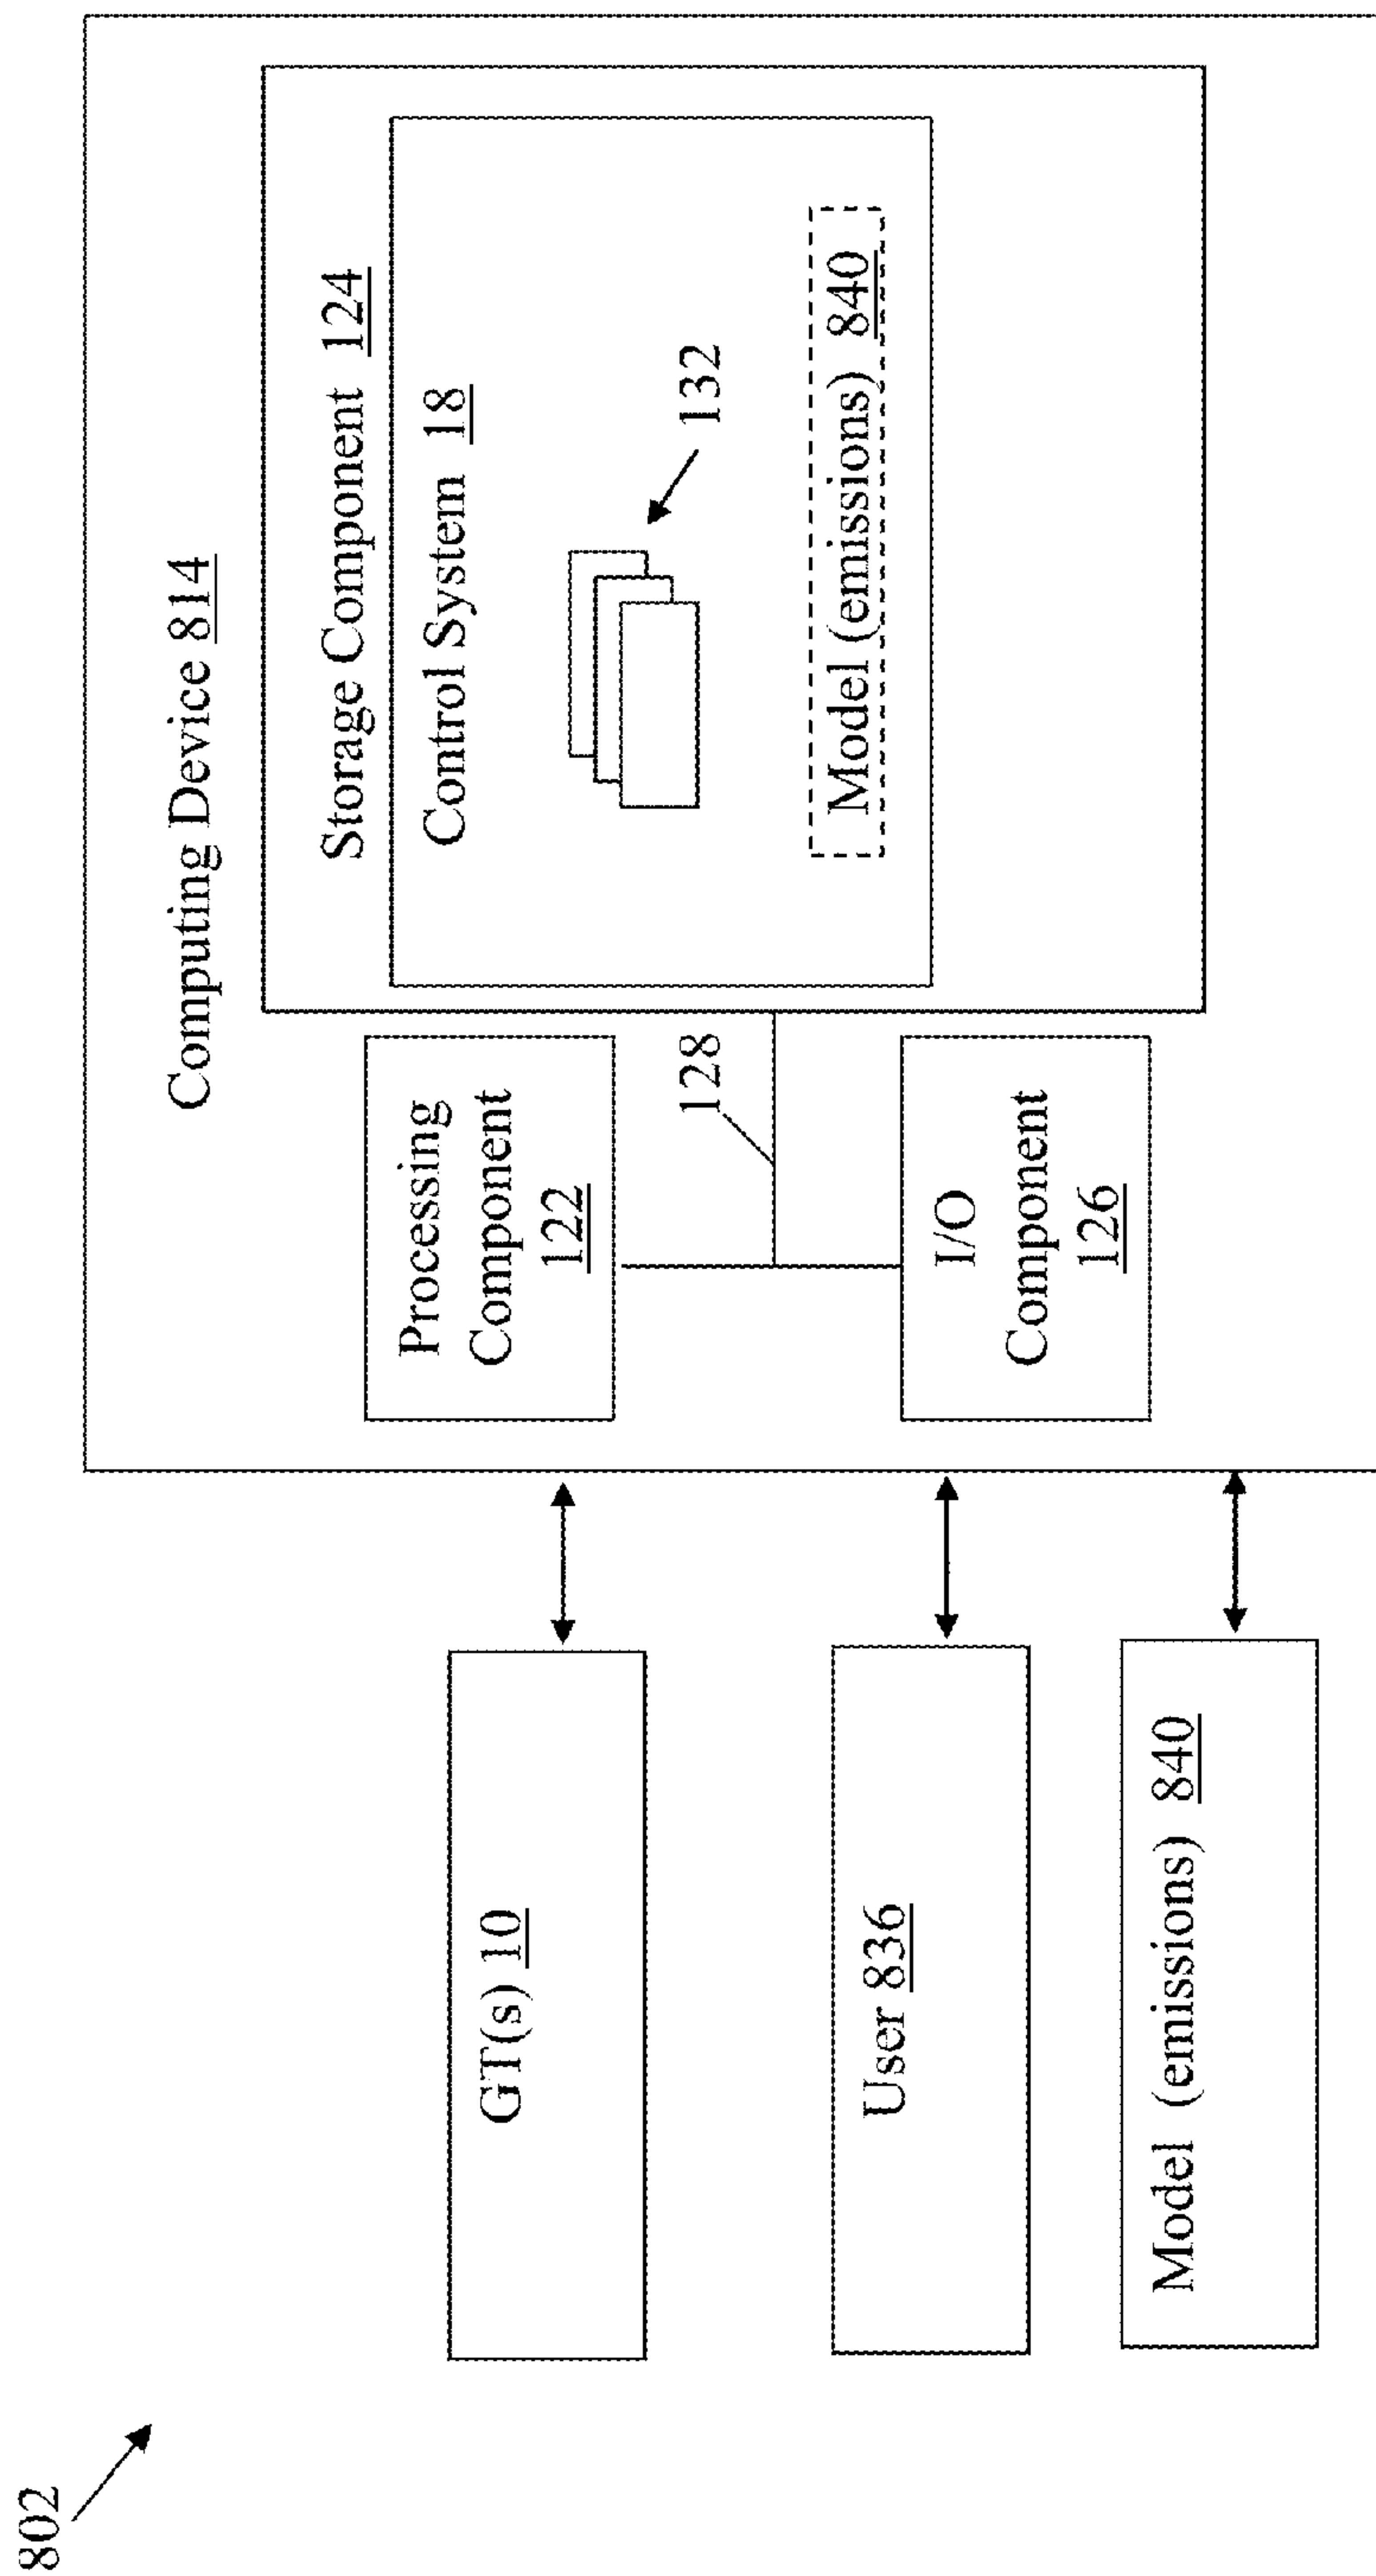 802
Computing Device 814
GT(s) 10
User 836
Model (emissions) 840
Processing
Component
122
128
I/O
Component
126
Storage Component 124
Control System 18
132
Model (emissions) 840